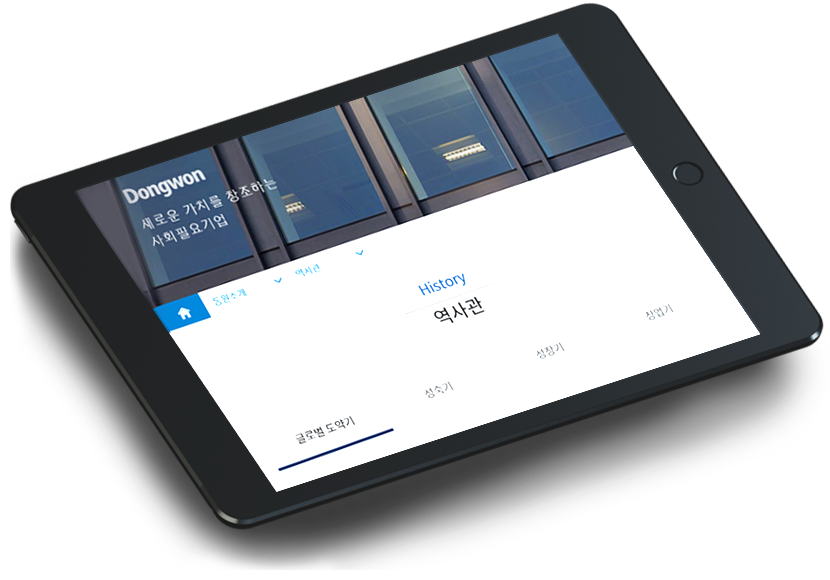 Dongwon
새로운 가치를 창조하는
사회필요기업
동원소개 역사관
History
역사관
글로벌 도약기 성숙기 성장기 창업기